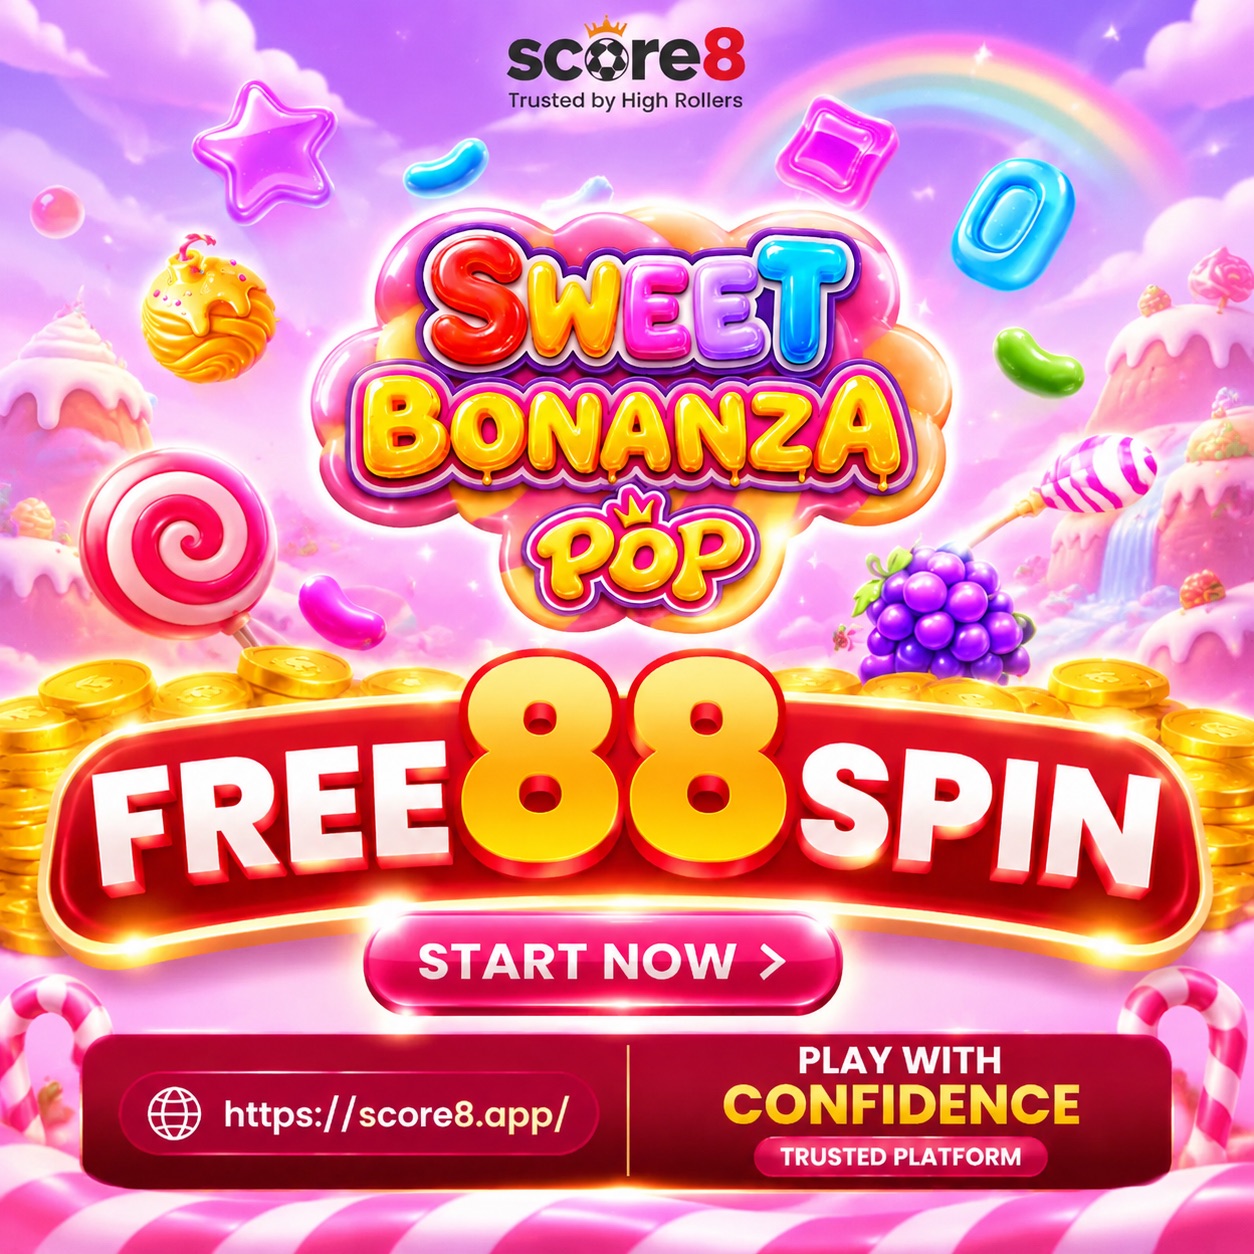 score8
Trusted by High Rollers
SWEET
BONANZA
POP
FREE 88 SPIN
START NOW >
https://score8.app/
PLAY WITH
CONFIDENCE
TRUSTED PLATFORM